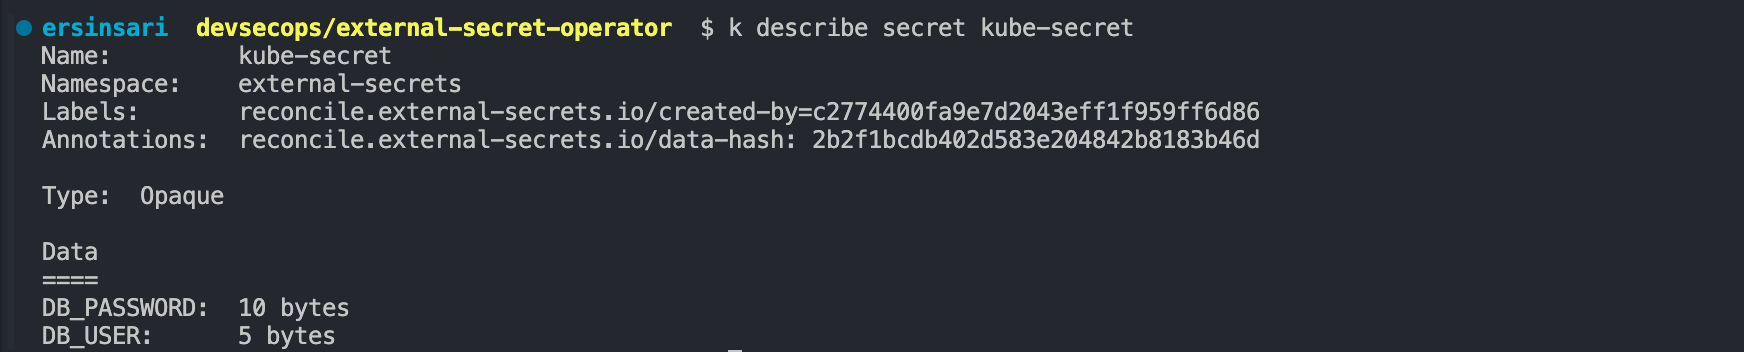 ersinsari devsecops/external-secret-operator $ k describe secret kube-secret
Name: kube-secret
Namespace: external-secrets
Labels: reconcile.external-secrets.io/created-by=c2774400fa9e7d2043eff1f959ff6d86
Annotations: reconcile.external-secrets.io/data-hash: 2b2f1bcdb402d583e204842b8183b46d
Type: Opaque
Data
====
DB_PASSWORD: 10 bytes
DB_USER: 5 bytes